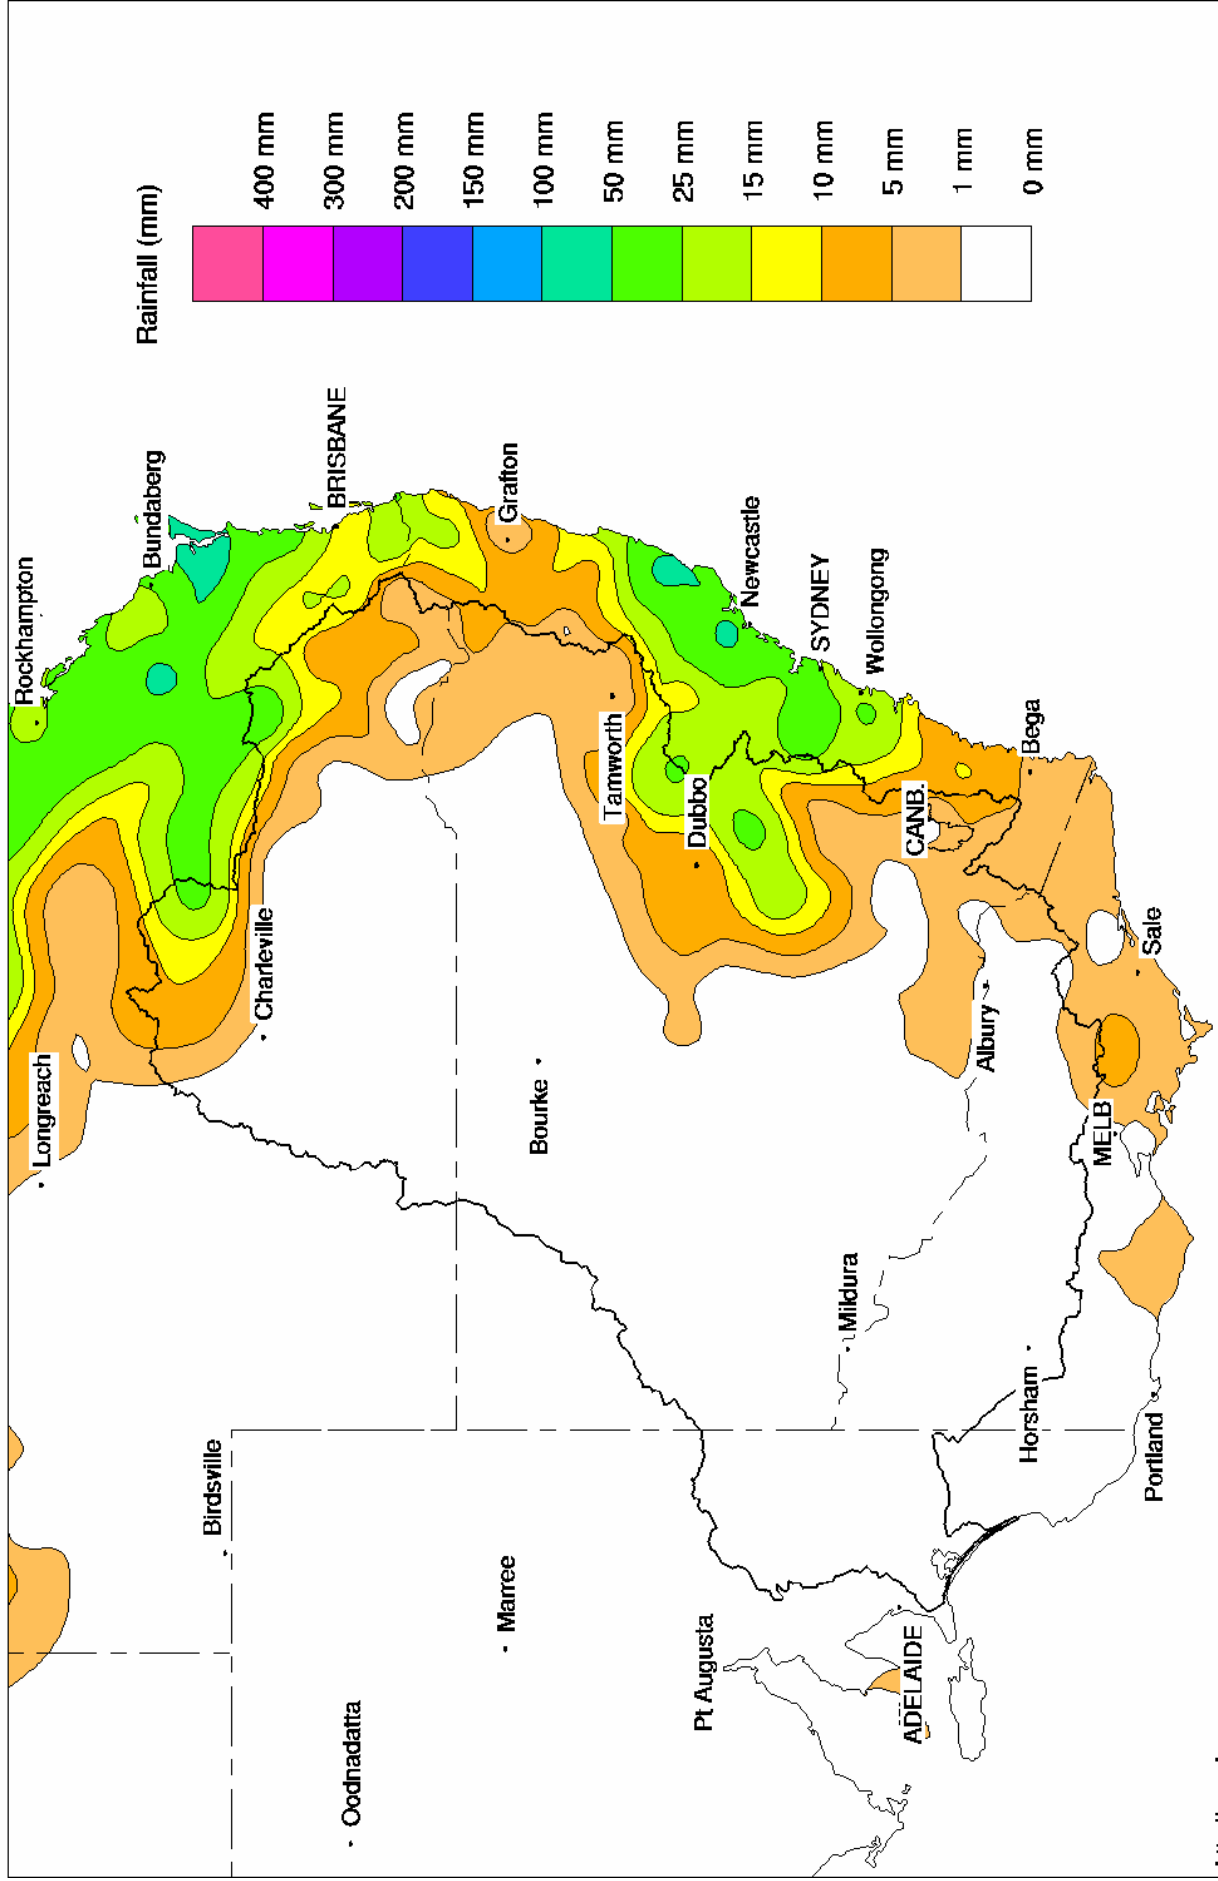 Rainfall (mm)
400 mm
300 mm
200 mm
150 mm
100 mm
50 mm
25 mm
15 mm
10 mm
5 mm
1 mm
0 mm
Rockhampton
Bundaberg
BRISBANE
Grafton
Newcastle
SYDNEY
Wollongong
Bega
Tamworth
Dubbo
CANB.
Sale
Charleville
Longreach
Bourke
Albury
MELB
Mildura
Horsham
Portland
Birdsville
Marree
Pt Augusta
ADELAIDE
Oodnadatta